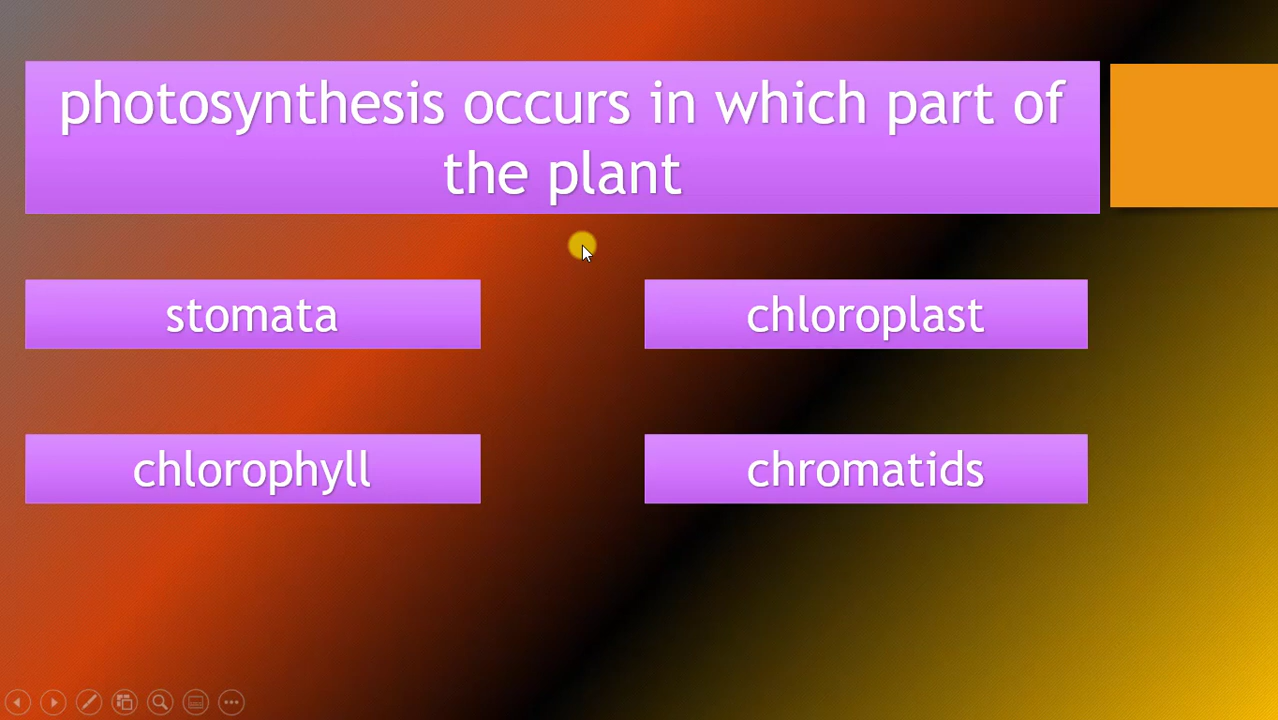 photosynthesis occurs in which part of
the plant
stomata
chloroplast
chlorophyll
chromatids